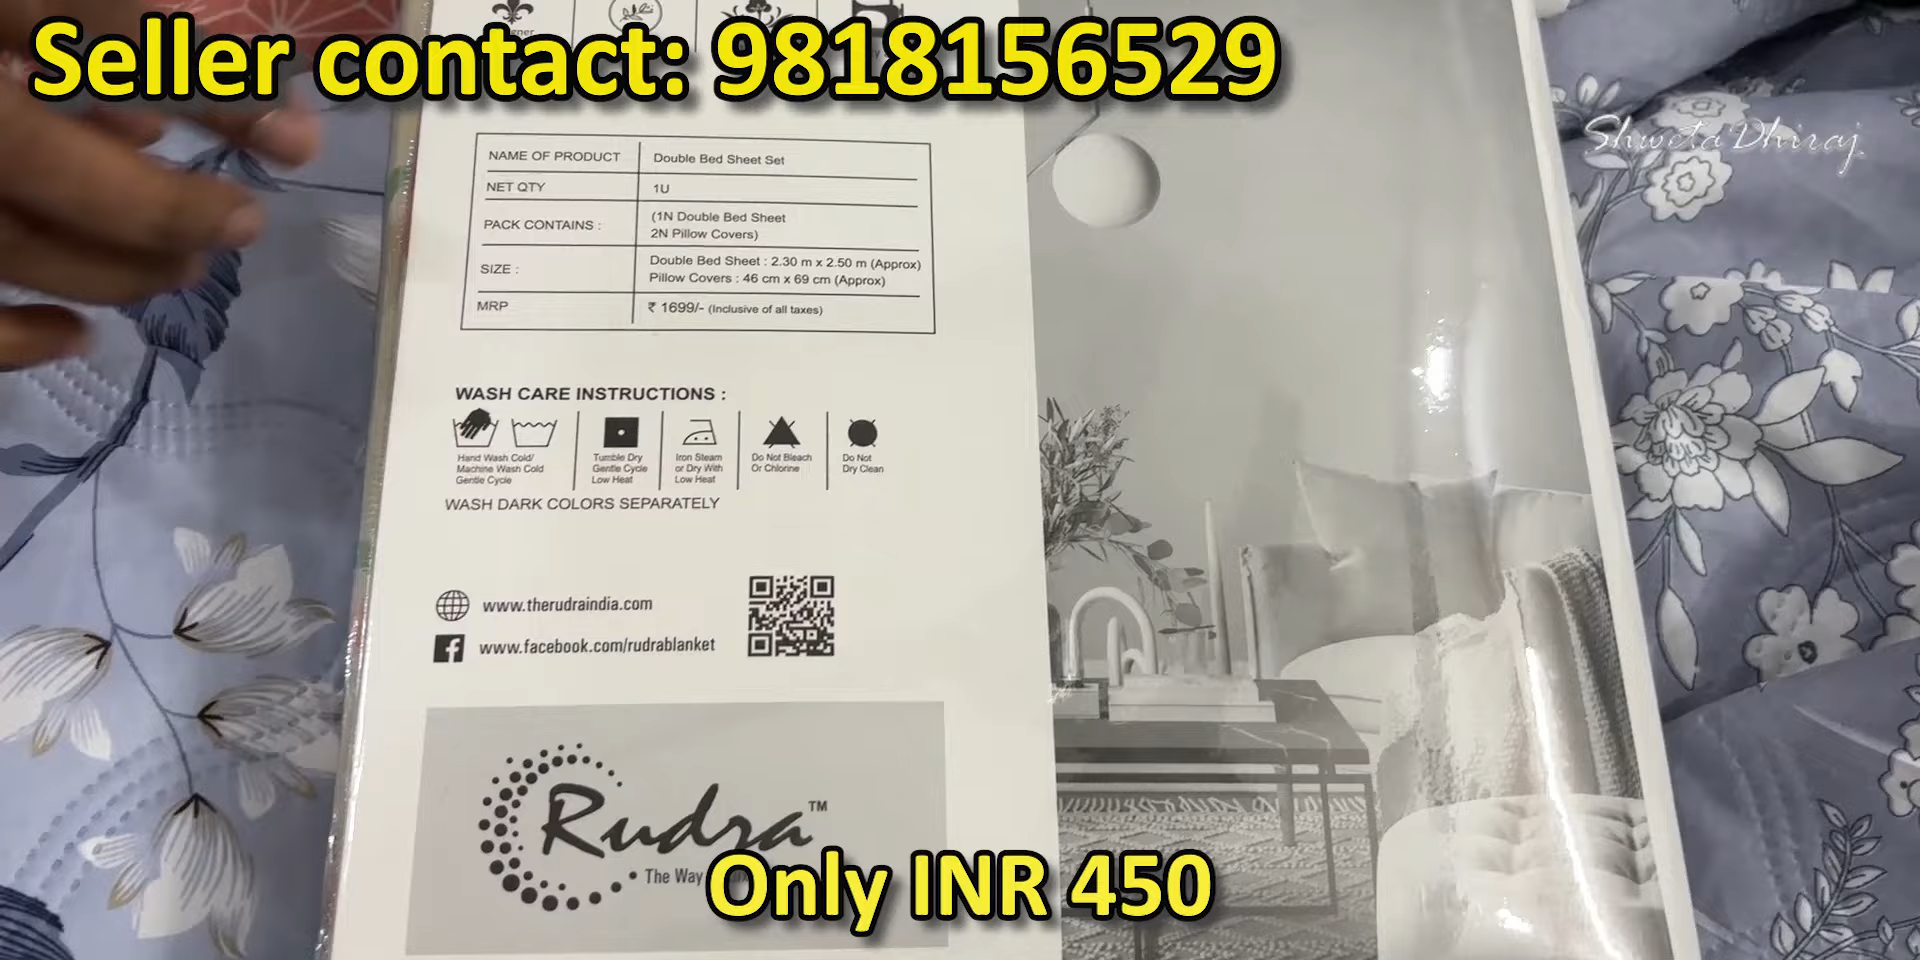 Seller contact: 9818156529
Shweta Dhiraj
NAME OF PRODUCT Double Bed Sheet Set
NET QTY 1U
PACK CONTAINS : (1N Double Bed Sheet
2N Pillow Covers)
SIZE : Double Bed Sheet : 2.30 m x 2.50 m (Approx)
Pillow Covers : 46 cm x 69 cm (Approx)
MRP ₹ 1699/- (Inclusive of all taxes)
WASH CARE INSTRUCTIONS :
Hand Wash Cold/
Machine Wash Cold
Gentle Cycle
Tumble Dry
Gentle Cycle
Low Heat
Iron Steam
or Dry With
Low Heat
Do Not Bleach
Or Chlorine
Do Not
Dry Clean
WASH DARK COLORS SEPARATELY
www.therudraindia.com
www.facebook.com/rudrablanket
Rudra™
The Way
Only INR 450